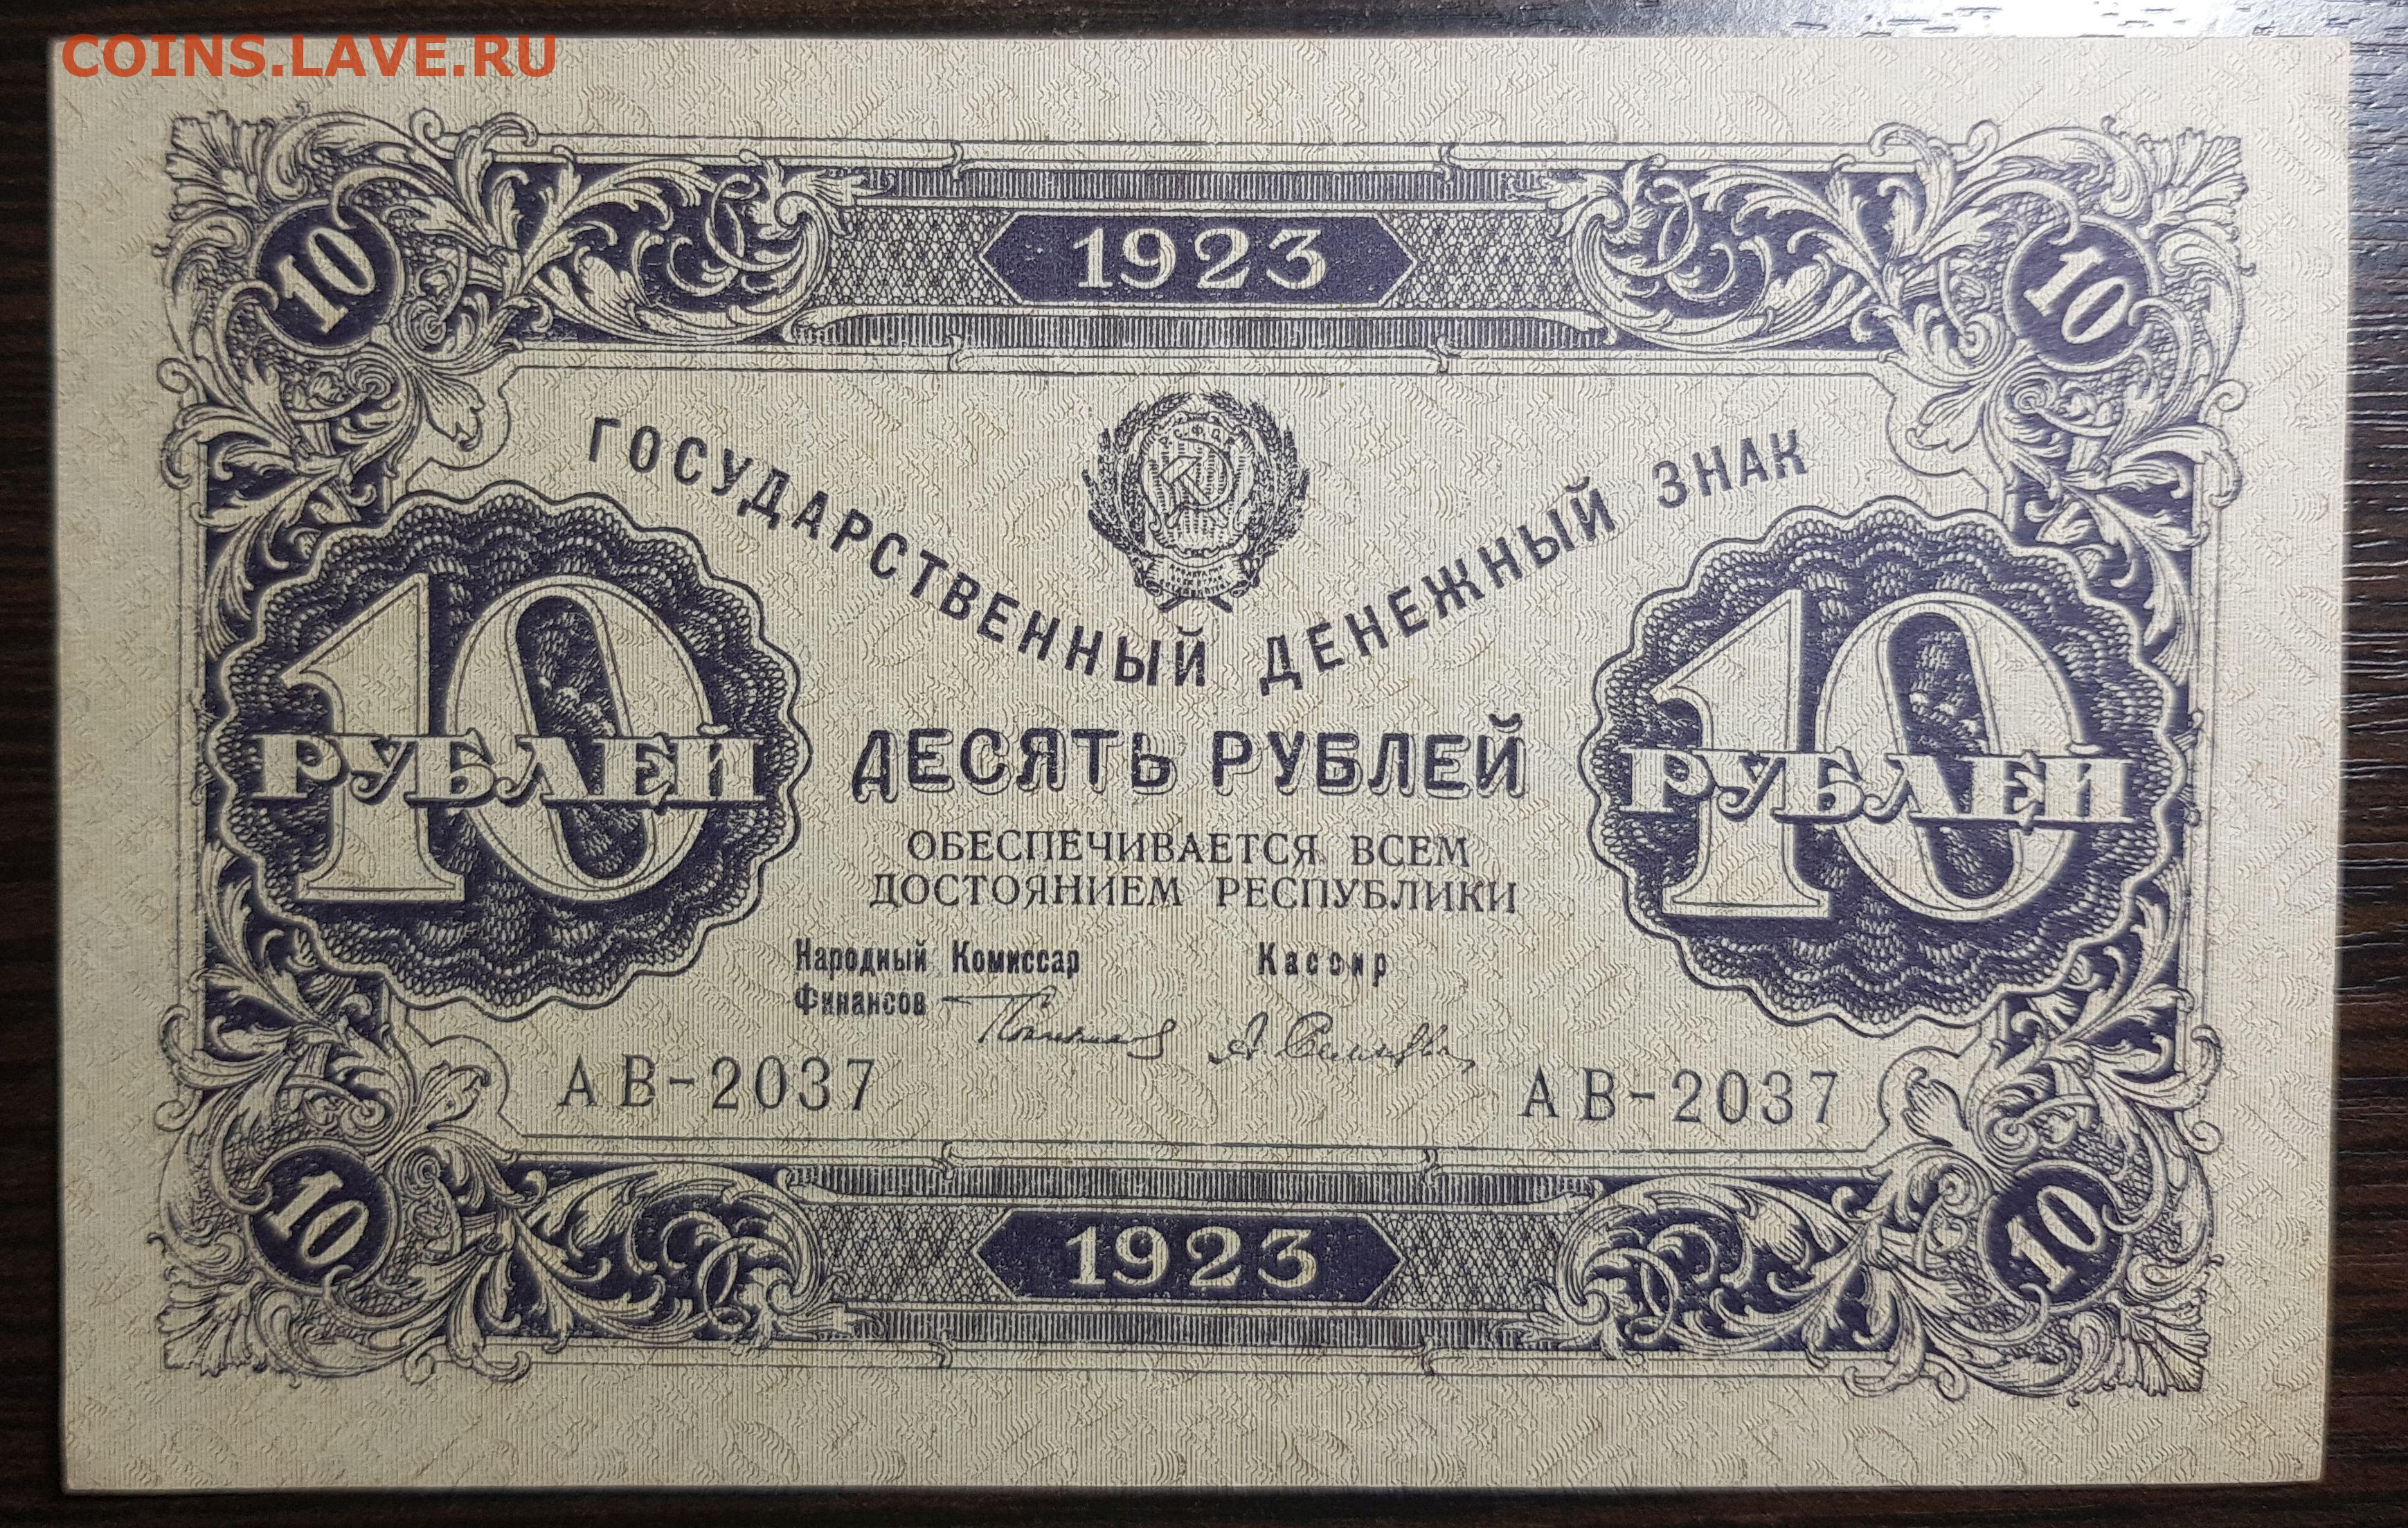 COINS.LAVE.RU
1923
10 10
Р.С.Ф.С.Р.
ГОСУДАРСТВЕННЫЙ ДЕНЕЖНЫЙ ЗНАК
10 РУБЛЕЙ
ДЕСЯТЬ РУБЛЕЙ
10 РУБЛЕЙ
ОБЕСПЕЧИВАЕТСЯ ВСЕМ
ДОСТОЯНИЕМ РЕСПУБЛИКИ
Народный Комиссар
Финансов
Кассир
АВ-2037 АВ-2037
10 10
1923